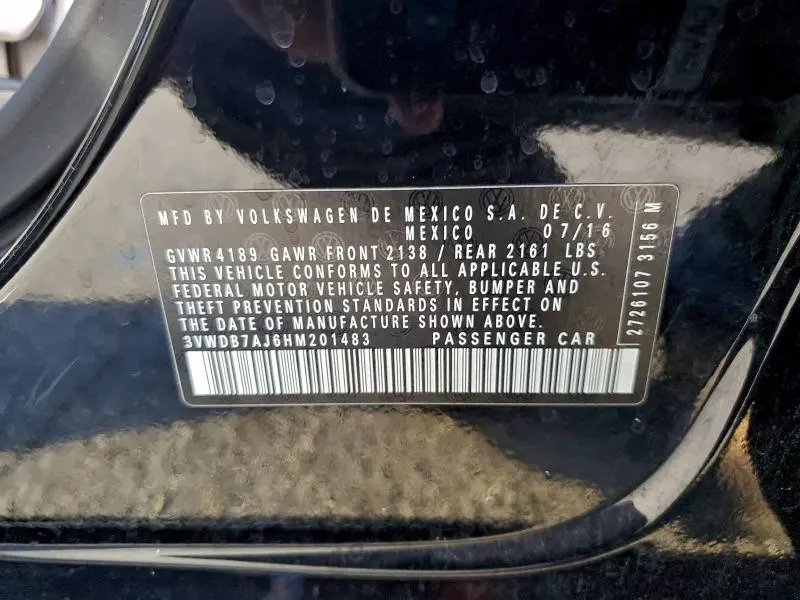 MFD BY VOLKSWAGEN DE MEXICO S.A. DE C.V.
MEXICO 07/16
GVWR 4189 GAWR FRONT 2138 / REAR 2161 LBS
THIS VEHICLE CONFORMS TO ALL APPLICABLE U.S.
FEDERAL MOTOR VEHICLE SAFETY, BUMPER AND
THEFT PREVENTION STANDARDS IN EFFECT ON
THE DATE OF MANUFACTURE SHOWN ABOVE.
3VWDB7AJ6HM201483 PASSENGER CAR
2726107 3156 M